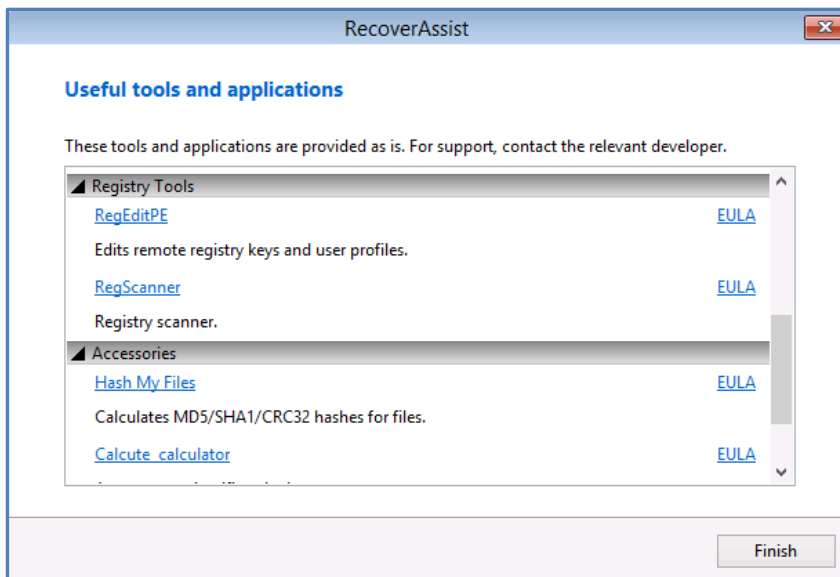 RecoverAssist
Useful tools and applications
These tools and applications are provided as is. For support, contact the relevant developer.
Registry Tools
RegEditPE EULA
Edits remote registry keys and user profiles.
RegScanner EULA
Registry scanner.
Accessories
Hash My Files EULA
Calculates MD5/SHA1/CRC32 hashes for files.
Calcute calculator EULA
Finish